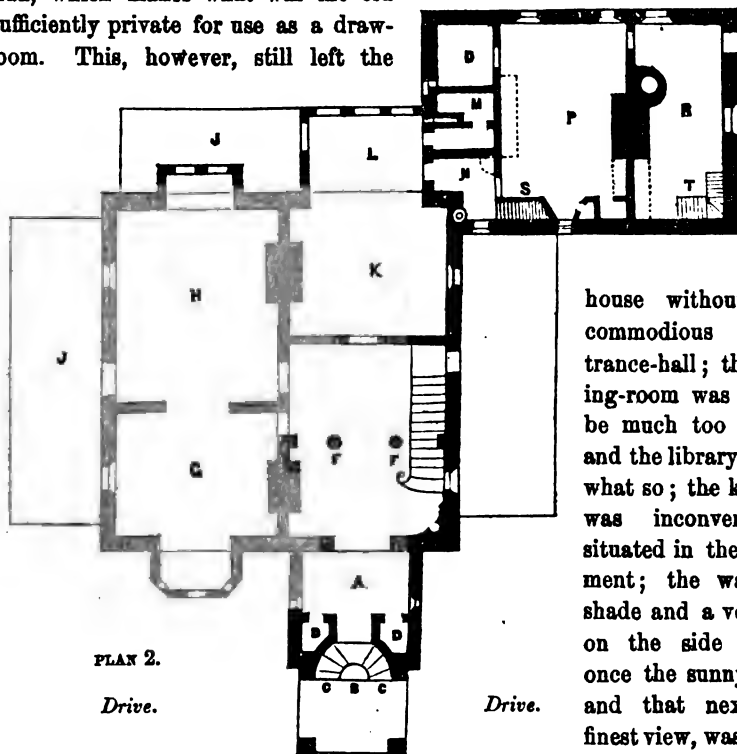 sufficiently private for use as a draw-
room. This, however, still left the
D
M
P
R
J
L
N
S
T
K
H
J
house without
commodious
trance-hall; th
ing-room was
be much too
and the library
what so; the k
was inconven
situated in the
ment; the wa
shade and a ve
on the side
once the sunny
and that nex
finest view, was
F F
G
A
D D
C B C
PLAN 2.
Drive. Drive.